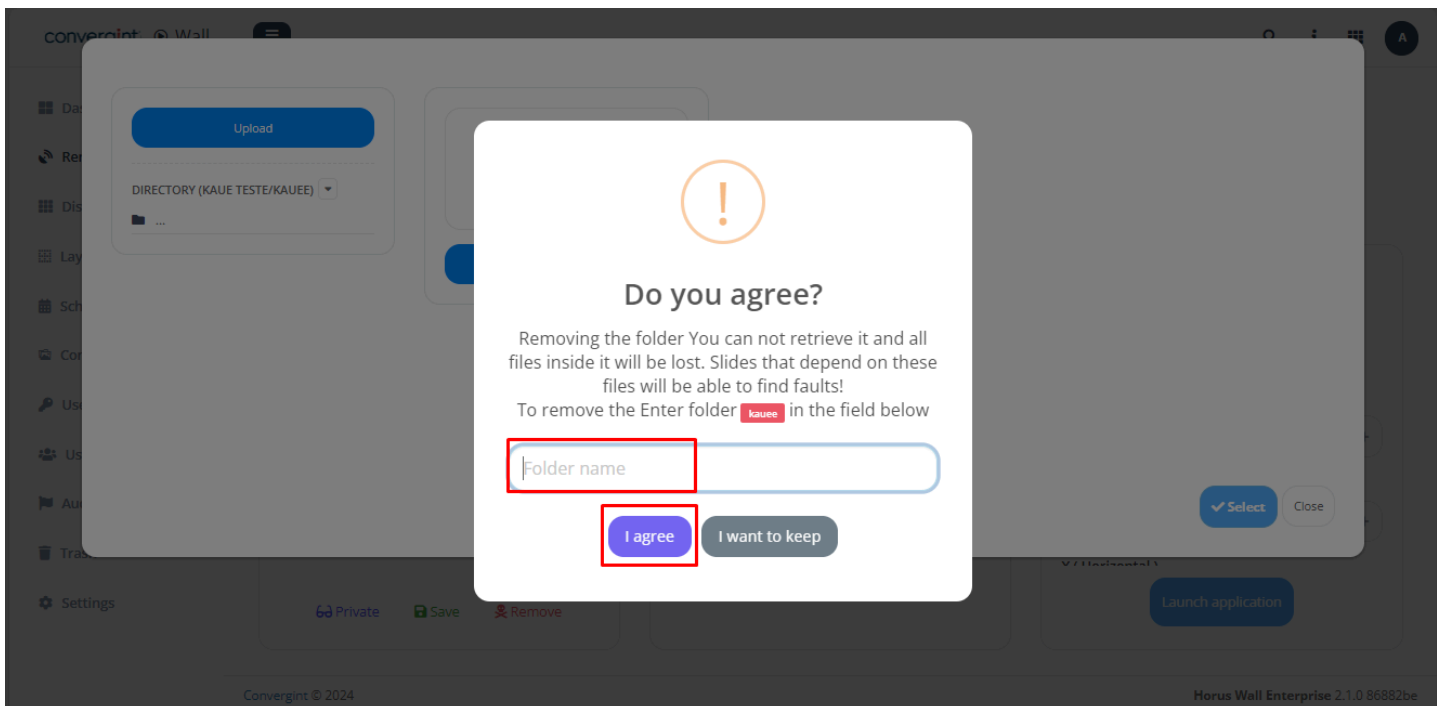 convergint Wall
A
Upload
DIRECTORY (KAUE TESTE/KAUEE)
...
Do you agree?
Removing the folder You can not retrieve it and all
files inside it will be lost. Slides that depend on these
files will be able to find faults!
To remove the Enter folder kauee in the field below
Folder name
I agree
I want to keep
Select
Close
Settings
Private
Save
Remove
Launch application
Convergint © 2024
Horus Wall Enterprise 2.1.0 86882be